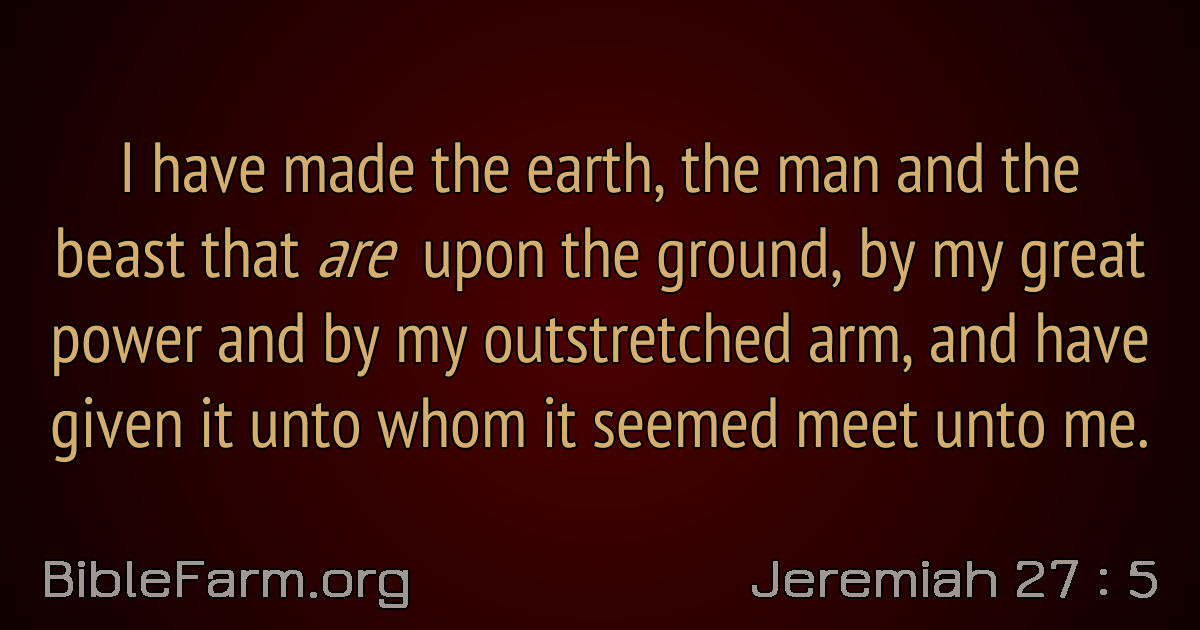 I have made the earth, the man and the
beast that are upon the ground, by my great
power and by my outstretched arm, and have
given it unto whom it seemed meet unto me.
BibleFarm.org
Jeremiah 27 : 5